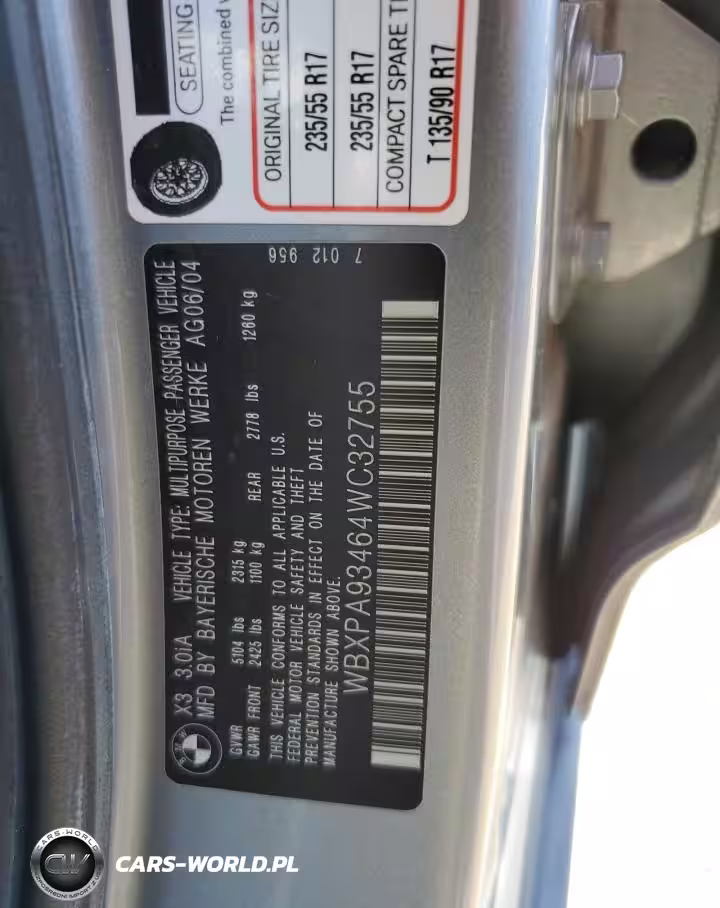 SEATING
The combined
ORIGINAL TIRE SIZ
235/55 R17
235/55 R17
COMPACT SPARE TI
T 135/90 R17
X3 3.0iA VEHICLE TYPE: MULTIPURPOSE PASSENGER VEHICLE
MFD BY BAYERISCHE MOTOREN WERKE AG06/04
GVWR 5104 lbs 2315 kg
GAWR FRONT 2425 lbs 1100 kg REAR 2778 lbs 1260 kg
THIS VEHICLE CONFORMS TO ALL APPLICABLE U.S.
FEDERAL MOTOR VEHICLE SAFETY AND THEFT
PREVENTION STANDARDS IN EFFECT ON THE DATE OF
MANUFACTURE SHOWN ABOVE.
WBXPA93464WC32755
7 012 956
CARS-WORLD
CW
CARS-WORLD.PL